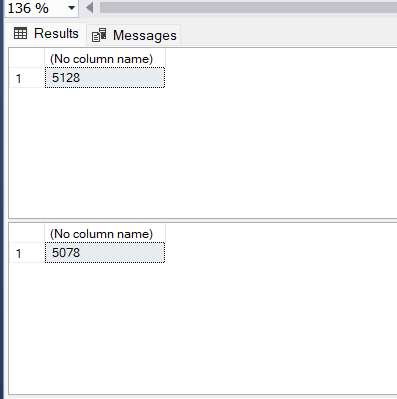 136 %
Results Messages
(No column name)
1 5128
(No column name)
1 5078